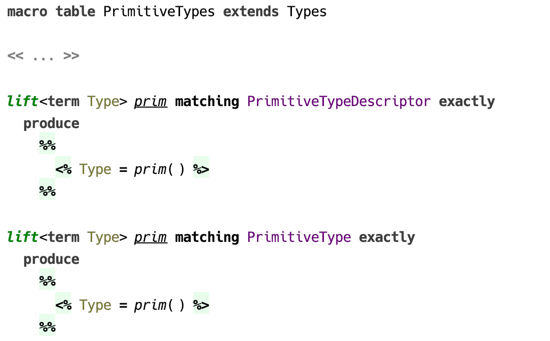 macro table PrimitiveTypes extends Types
<< ... >>
lift<term Type> prim matching PrimitiveTypeDescriptor exactly
produce
%%
<% Type = prim() %>
%%
lift<term Type> prim matching PrimitiveType exactly
produce
%%
<% Type = prim() %>
%%